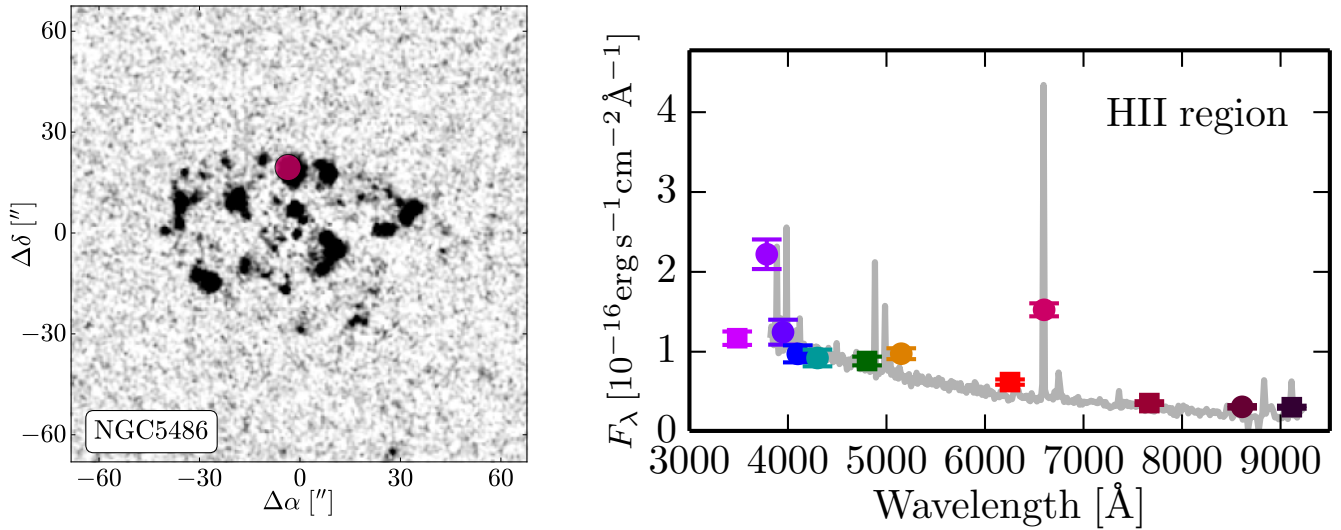 60
30
0
−30
−60
Δδ [″]
NGC5486
−60 −30 0 30 60
Δα [″]
HII region
4
3
2
1
0
F_λ [10^−16 erg s^−1 cm^−2 Å^−1]
3000 4000 5000 6000 7000 8000 9000
Wavelength [Å]